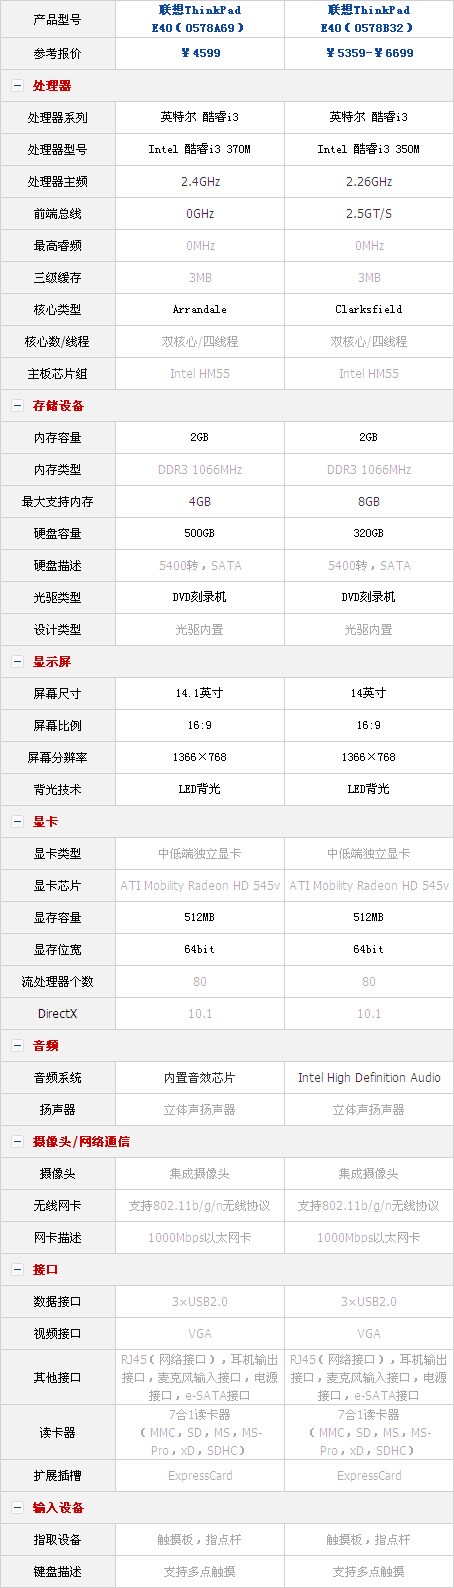 产品型号 联想ThinkPad 联想ThinkPad
E40(0578A69) E40(0578B32)
参考报价 ￥4599 ￥5359-￥6699
处理器
处理器系列 英特尔 酷睿i3 英特尔 酷睿i3
处理器型号 Intel 酷睿i3 370M Intel 酷睿i3 350M
处理器主频 2.4GHz 2.26GHz
前端总线 0GHz 2.5GT/S
最高睿频 0MHz 0MHz
三级缓存 3MB 3MB
核心类型 Arrandale Clarksfield
核心数/线程 双核心/四线程 双核心/四线程
主板芯片组 Intel HM55 Intel HM55
存储设备
内存容量 2GB 2GB
内存类型 DDR3 1066MHz DDR3 1066MHz
最大支持内存 4GB 8GB
硬盘容量 500GB 320GB
硬盘描述 5400转，SATA 5400转，SATA
光驱类型 DVD刻录机 DVD刻录机
设计类型 光驱内置 光驱内置
显示屏
屏幕尺寸 14.1英寸 14英寸
屏幕比例 16:9 16:9
屏幕分辨率 1366×768 1366×768
背光技术 LED背光 LED背光
显卡
显卡类型 中低端独立显卡 中低端独立显卡
显卡芯片 ATI Mobility Radeon HD 545v ATI Mobility Radeon HD 545v
显存容量 512MB 512MB
显存位宽 64bit 64bit
流处理器个数 80 80
DirectX 10.1 10.1
音频
音频系统 内置音效芯片 Intel High Definition Audio
扬声器 立体声扬声器 立体声扬声器
摄像头/网络通信
摄像头 集成摄像头 集成摄像头
无线网卡 支持802.11b/g/n无线协议 支持802.11b/g/n无线协议
网卡描述 1000Mbps以太网卡 1000Mbps以太网卡
接口
数据接口 3×USB2.0 3×USB2.0
视频接口 VGA VGA
其他接口 RJ45（网络接口），耳机输出 RJ45（网络接口），耳机输出
接口，麦克风输入接口，电源 接口，麦克风输入接口，电源
接口，e-SATA接口 接口，e-SATA接口
读卡器 7合1读卡器 7合1读卡器
（MMC，SD，MS，MS- （MMC，SD，MS，MS-
Pro，xD，SDHC） Pro，xD，SDHC）
扩展插槽 ExpressCard ExpressCard
输入设备
指取设备 触摸板，指点杆 触摸板，指点杆
键盘描述 支持多点触摸 支持多点触摸